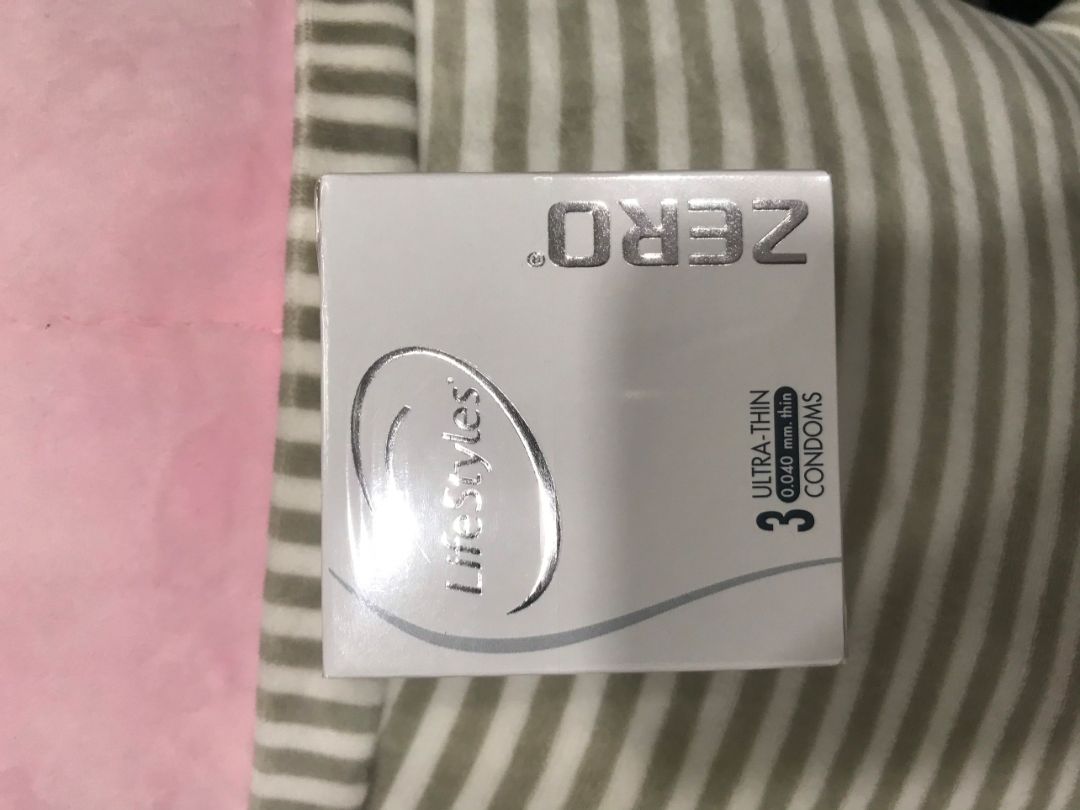 LifeStyles®
ZERO®
3 ULTRA-THIN
0.040 mm. thin
CONDOMS